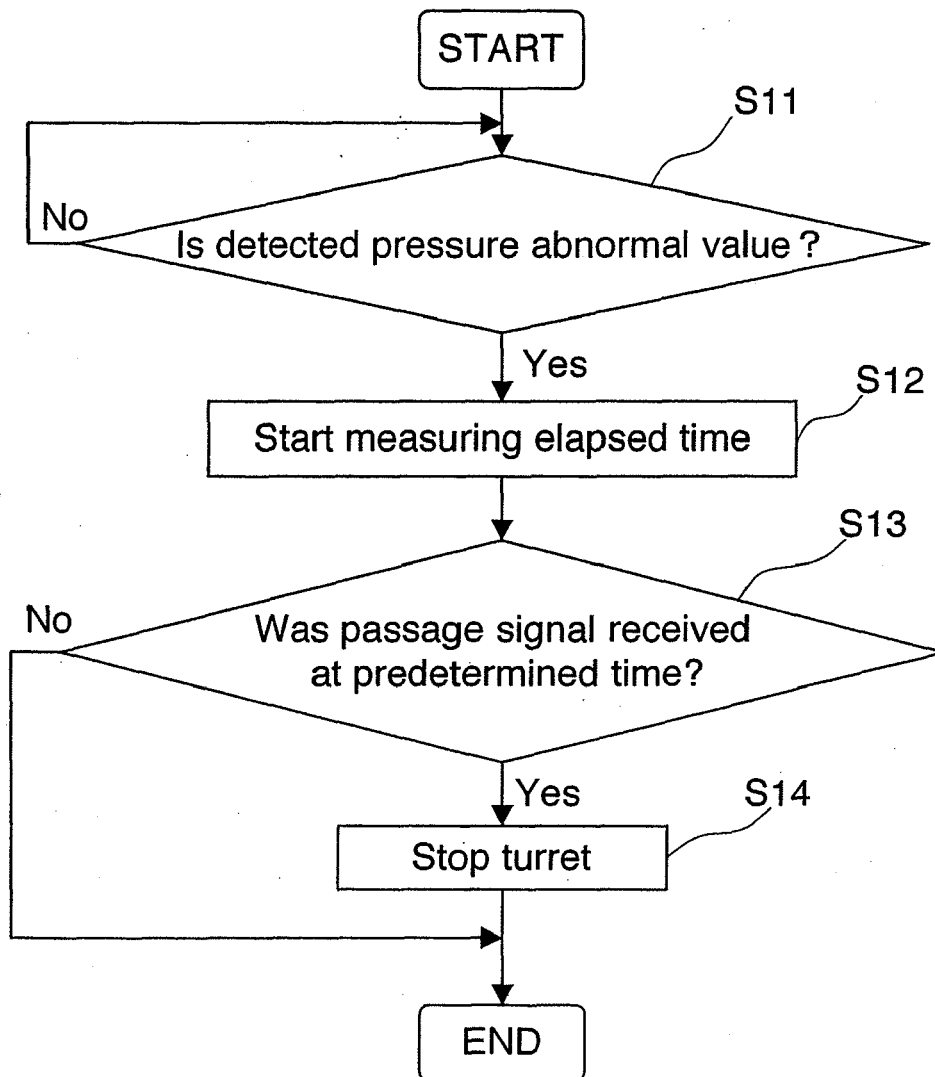 START
S11
No
Is detected pressure abnormal value ?
Yes
S12
Start measuring elapsed time
S13
No
Was passage signal received
at predetermined time?
Yes
S14
Stop turret
END